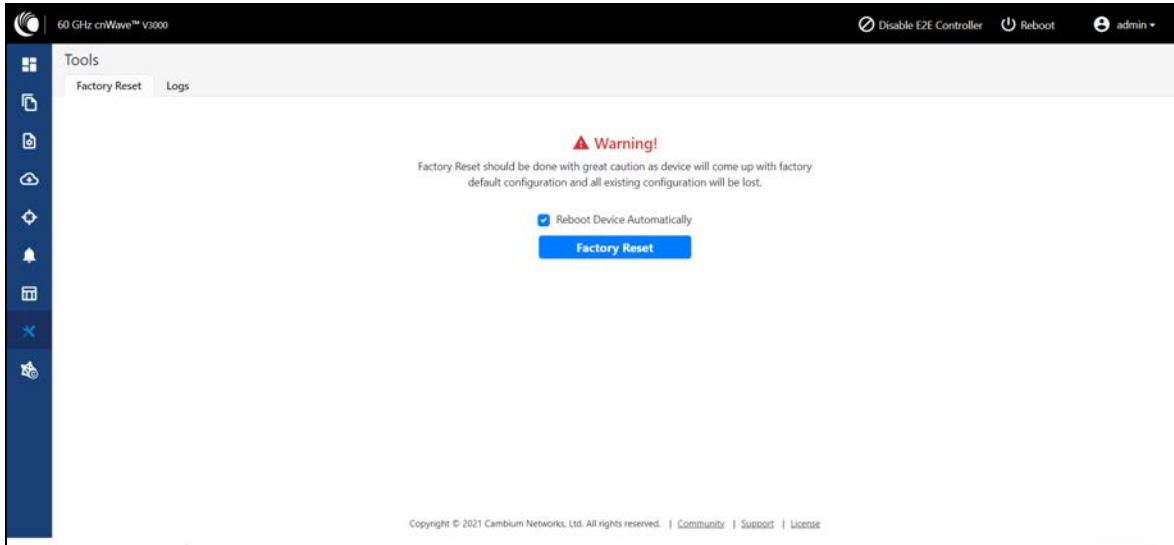 60 GHz cnWave™ V3000
Disable E2E Controller
Reboot
admin
Tools
Factory Reset
Logs
Warning!
Factory Reset should be done with great caution as device will come up with factory
default configuration and all existing configuration will be lost.
Reboot Device Automatically
Factory Reset
Copyright © 2021 Cambium Networks, Ltd. All rights reserved. | Community | Support | License